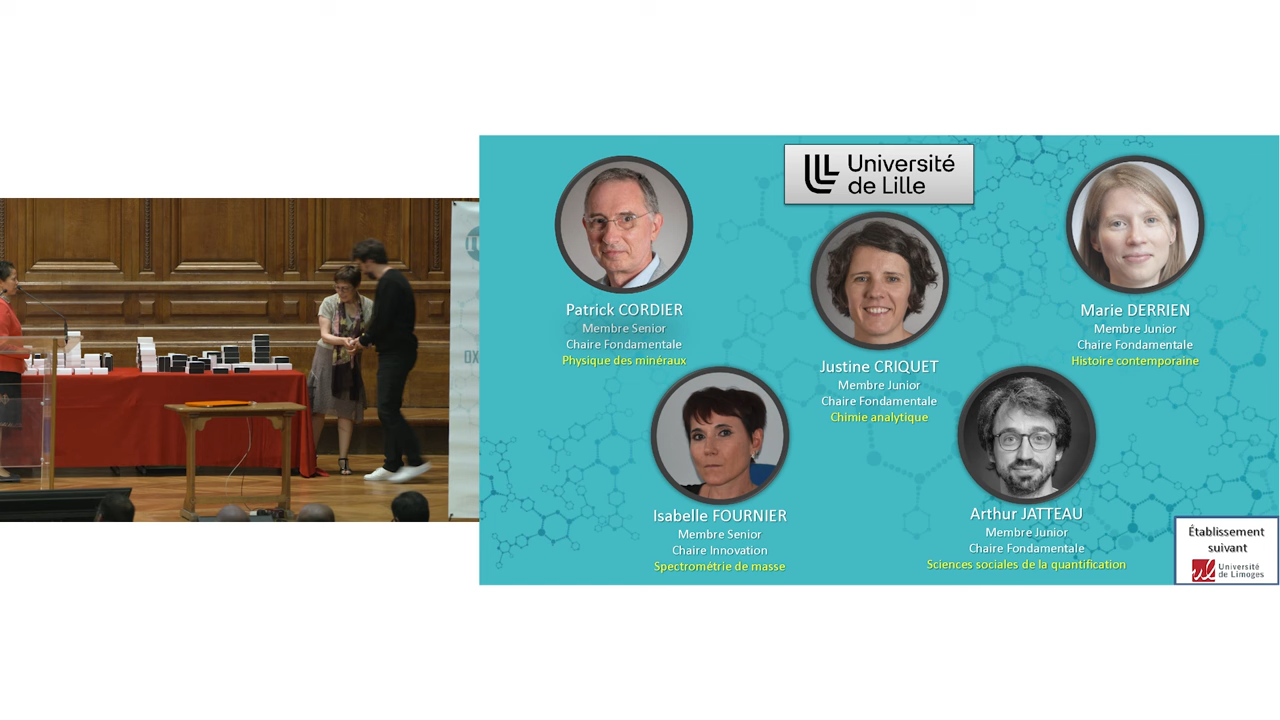 Université
de Lille
Patrick CORDIER
Membre Senior
Chaire Fondamentale
Physique des minéraux
Justine CRIQUET
Membre Junior
Chaire Fondamentale
Chimie analytique
Marie DERRIEN
Membre Junior
Chaire Fondamentale
Histoire contemporaine
Isabelle FOURNIER
Membre Senior
Chaire Innovation
Spectrométrie de masse
Arthur JATTEAU
Membre Junior
Chaire Fondamentale
Sciences sociales de la quantification
Établissement
suivant
Université
de Limoges